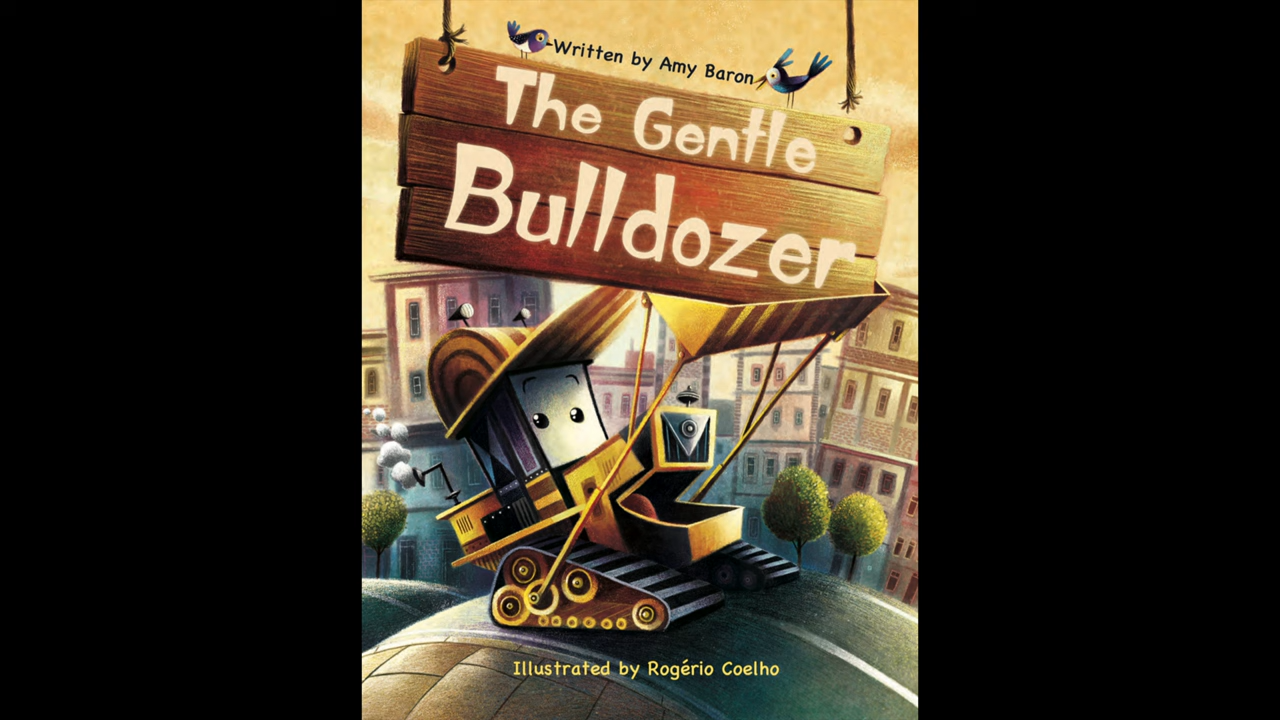 Written by Amy Baron
The Gentle
Bulldozer
Illustrated by Rogério Coelho